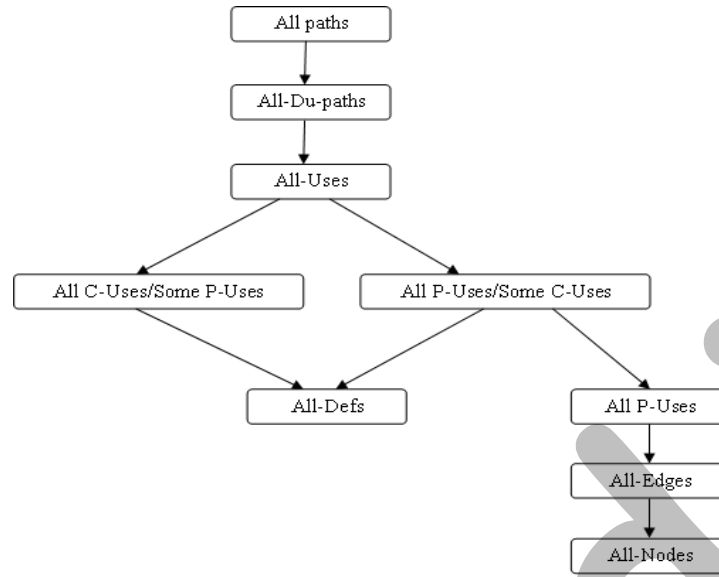 All paths
All-Du-paths
All-Uses
All C-Uses/Some P-Uses
All P-Uses/Some C-Uses
All-Defs
All P-Uses
All-Edges
All-Nodes